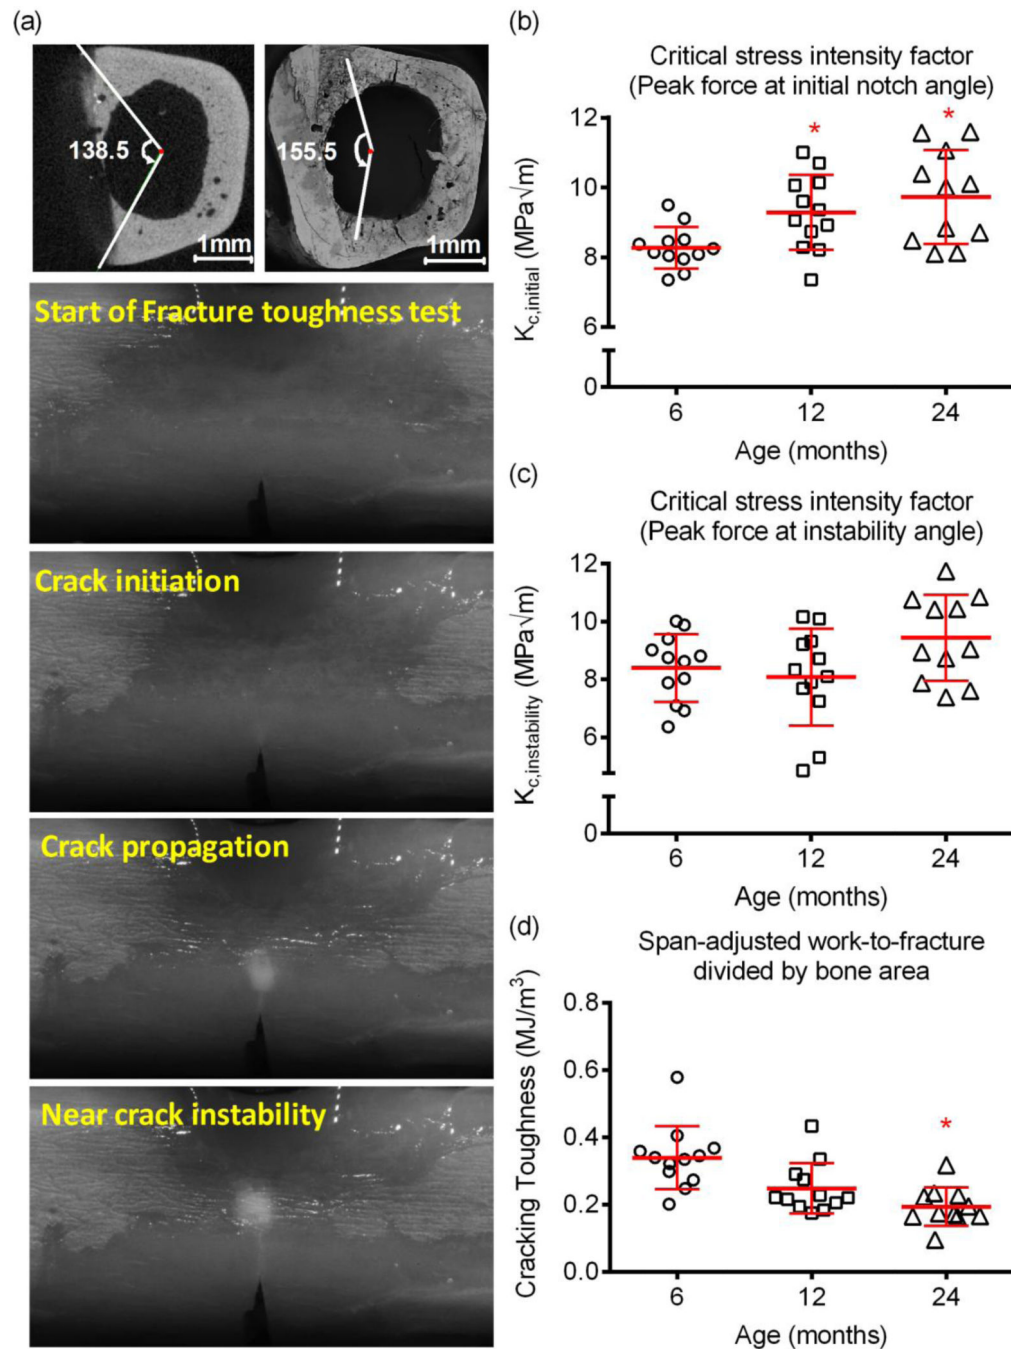 (a)
138.5
1mm
155.5
1mm
Start of Fracture toughness test
Crack initiation
Crack propagation
Near crack instability
(b)
Critical stress intensity factor
(Peak force at initial notch angle)
K_c,initial (MPa√m)
12
10
8
6
0
*
*
6
12
24
Age (months)
(c)
Critical stress intensity factor
(Peak force at instability angle)
K_c,instability (MPa√m)
12
10
8
6
0
6
12
24
Age (months)
(d)
Span-adjusted work-to-fracture
divided by bone area
Cracking Toughness (MJ/m³)
0.8
0.6
0.4
0.2
0.0
*
6
12
24
Age (months)